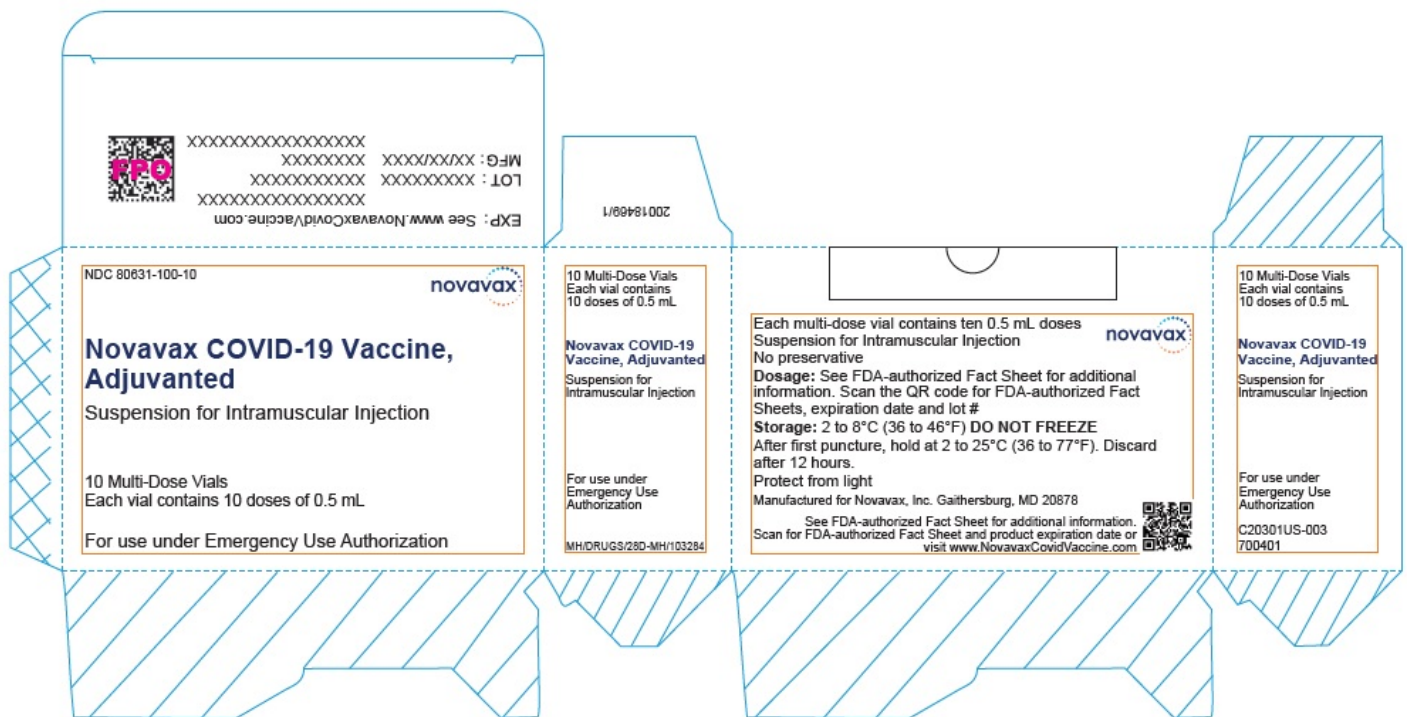 EXP: See www.NovavaxCovidVaccine.com
XXXXXXXXXXXXXXXX
LOT: XXXXXXXXXX XXXXXXXXXXX
MFG: XX/XX/XXXX XXXXXXXX
XXXXXXXXXXXXXXXXX
FPO
20018469/1
NDC 80631-100-10
novavax
Novavax COVID-19 Vaccine,
Adjuvanted
Suspension for Intramuscular Injection
10 Multi-Dose Vials
Each vial contains 10 doses of 0.5 mL
For use under Emergency Use Authorization
10 Multi-Dose Vials
Each vial contains
10 doses of 0.5 mL
Novavax COVID-19
Vaccine, Adjuvanted
Suspension for
Intramuscular Injection
For use under
Emergency Use
Authorization
MH/DRUGS/28D-MH/103284
Each multi-dose vial contains ten 0.5 mL doses
novavax
Suspension for Intramuscular Injection
No preservative
Dosage: See FDA-authorized Fact Sheet for additional
information. Scan the QR code for FDA-authorized Fact
Sheets, expiration date and lot #
Storage: 2 to 8°C (36 to 46°F) DO NOT FREEZE
After first puncture, hold at 2 to 25°C (36 to 77°F). Discard
after 12 hours.
Protect from light
Manufactured for Novavax, Inc. Gaithersburg, MD 20878
See FDA-authorized Fact Sheet for additional information.
Scan for FDA-authorized Fact Sheet and product expiration date or
visit www.NovavaxCovidVaccine.com
10 Multi-Dose Vials
Each vial contains
10 doses of 0.5 mL
Novavax COVID-19
Vaccine, Adjuvanted
Suspension for
Intramuscular Injection
For use under
Emergency Use
Authorization
C20301US-003
700401